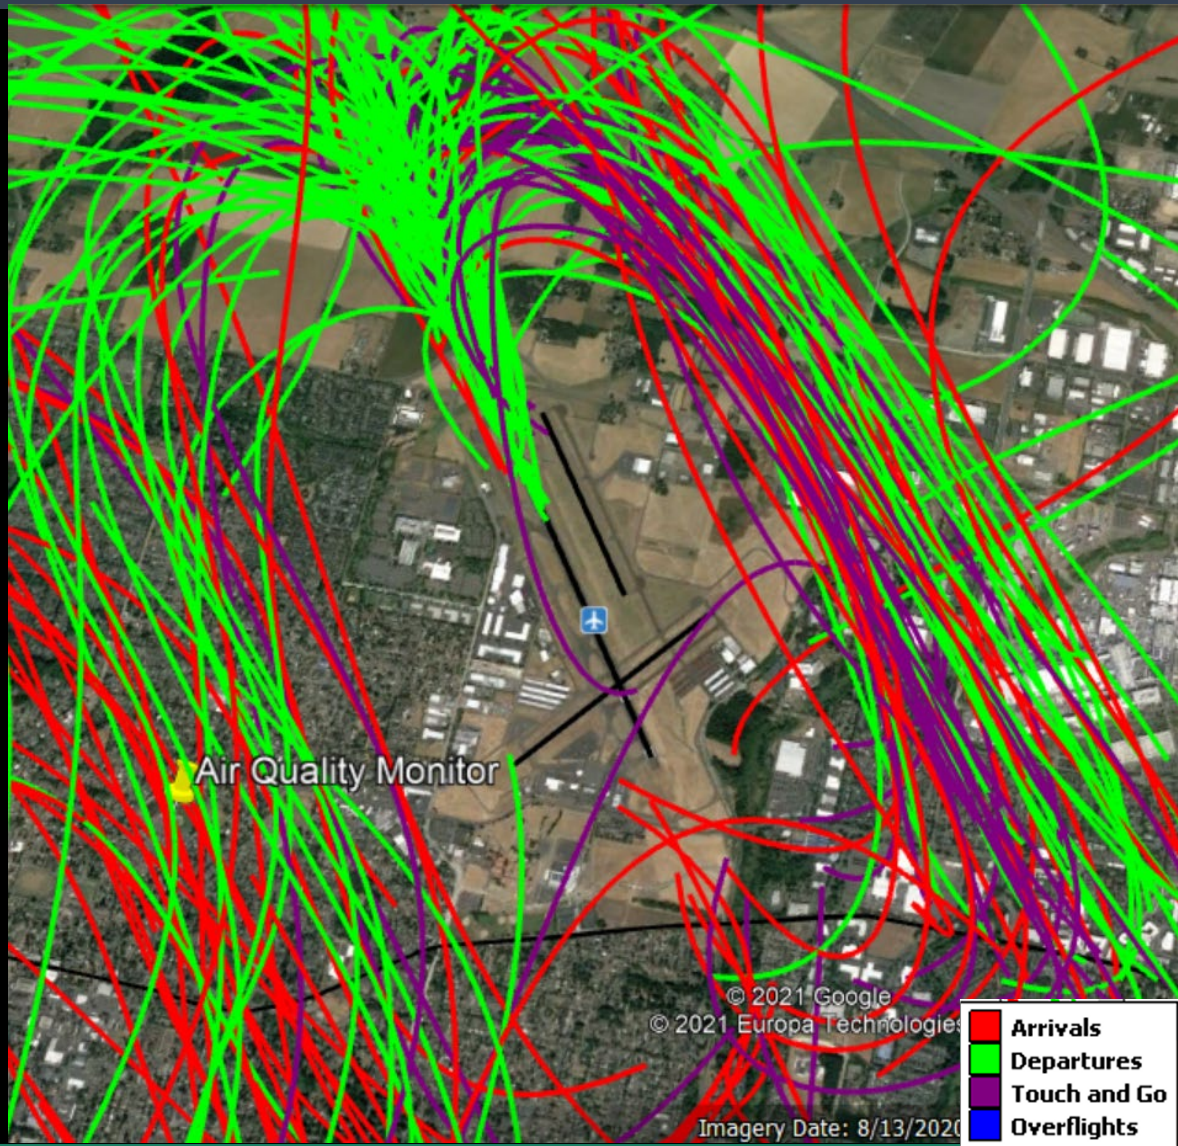 Air Quality Monitor
© 2021 Google
© 2021 Europa Technologies
Imagery Date: 8/13/2020
Arrivals
Departures
Touch and Go
Overflights